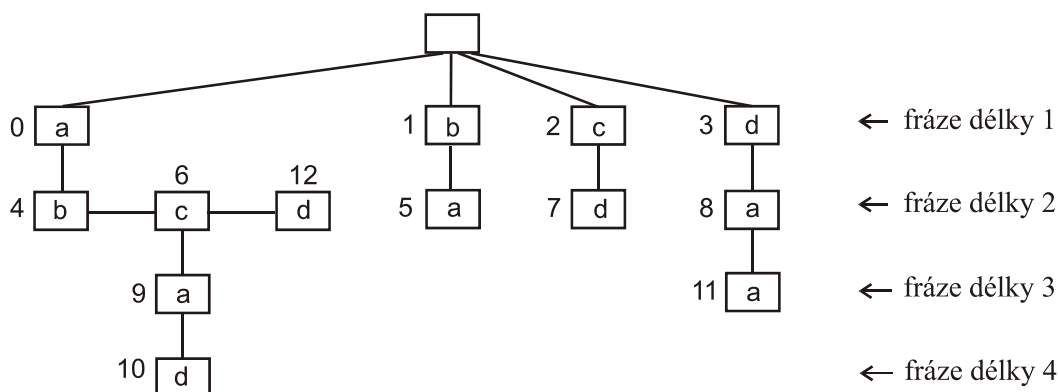 0 a 1 b 2 c 3 d ← fráze délky 1
6 12
4 b c d 5 a 7 d 8 a ← fráze délky 2
9 a 11 a ← fráze délky 3
10 d ← fráze délky 4